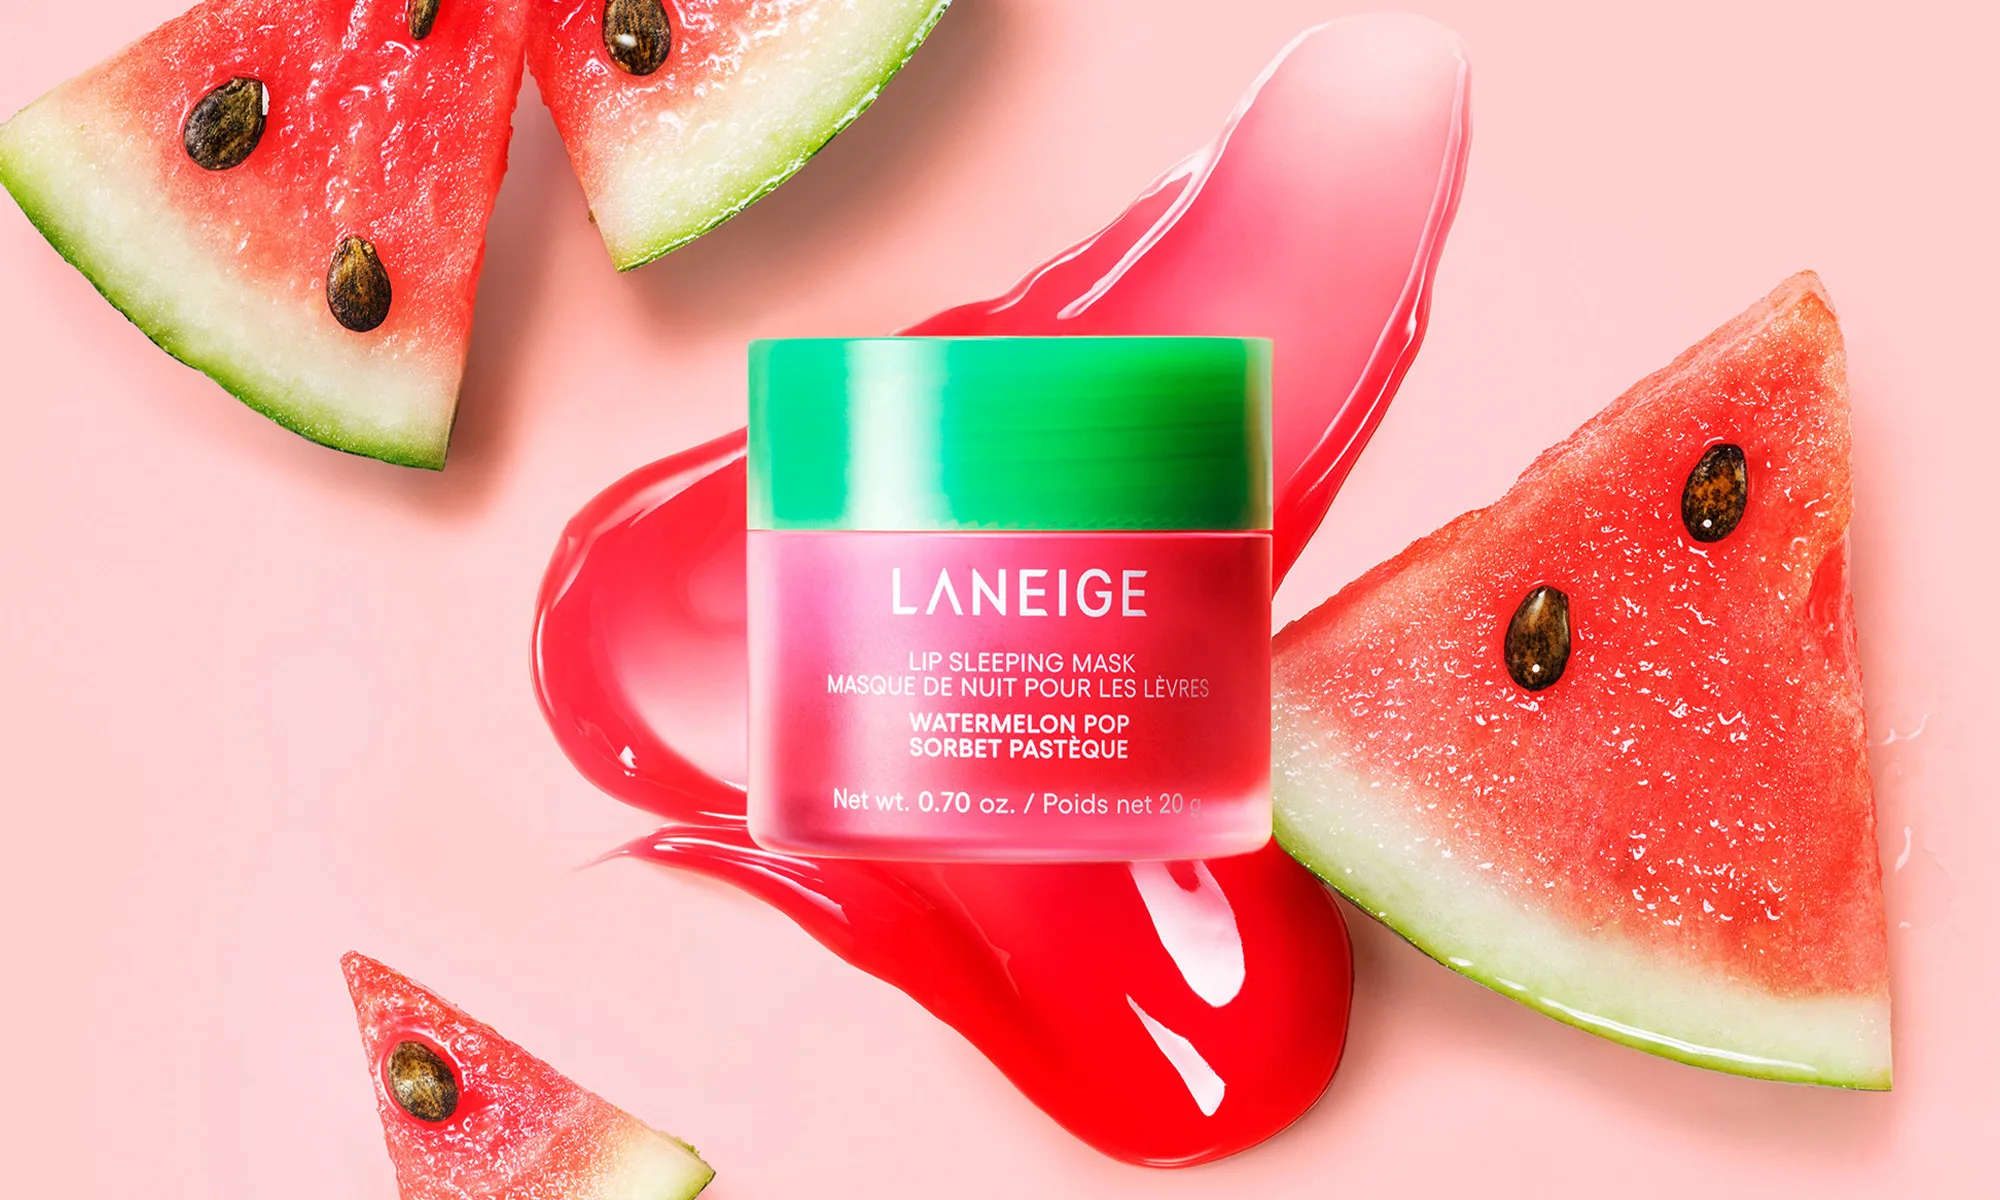 LANEIGE
LIP SLEEPING MASK
MASQUE DE NUIT POUR LES LÈVRES
WATERMELON POP
SORBET PASTÈQUE
Net wt. 0.70 oz. / Poids net 20 g